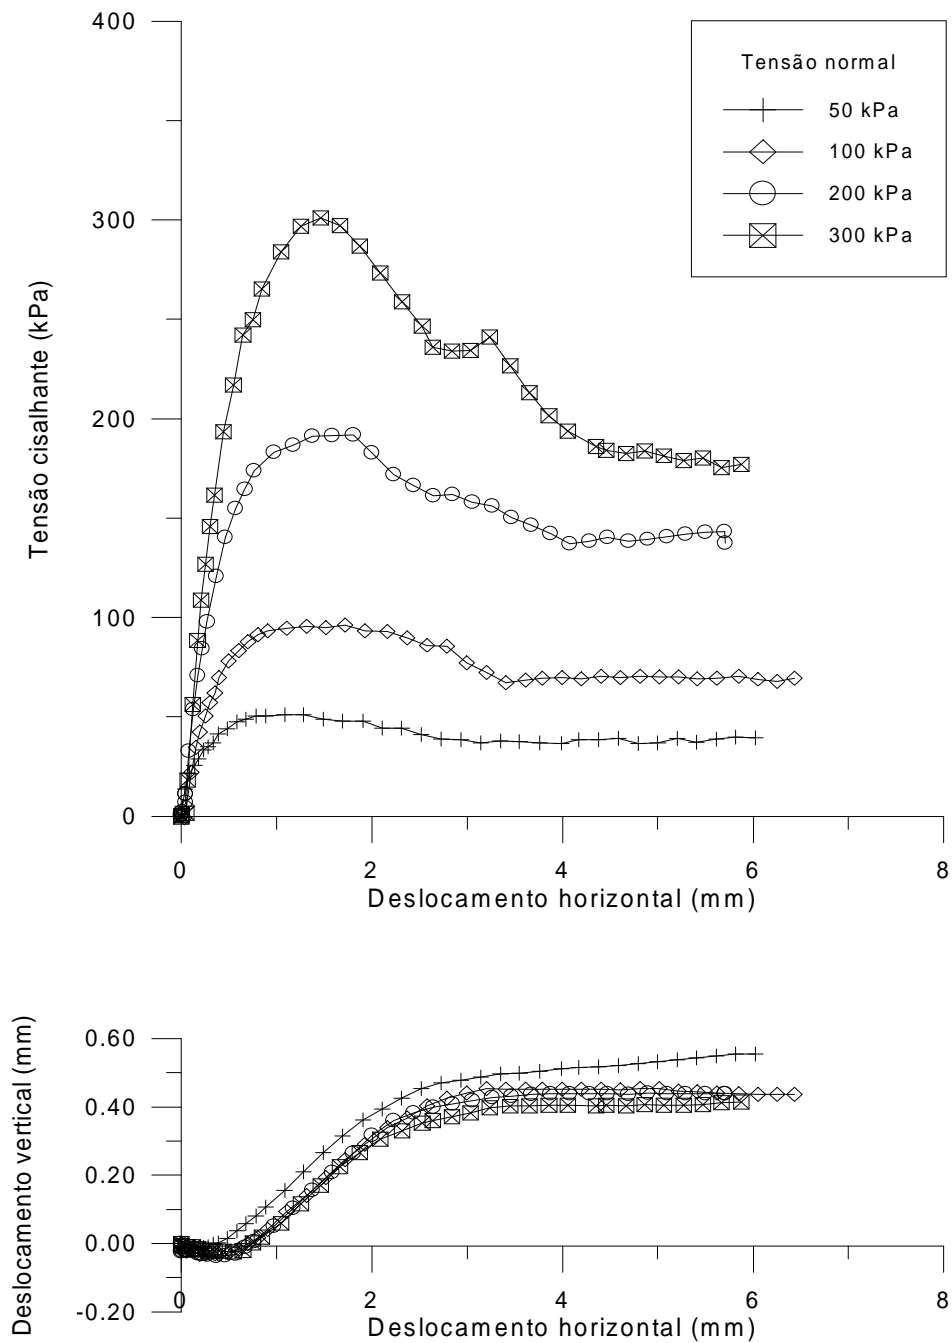 400
300
200
100
0
Tensão cisalhante (kPa)
Tensão normal
50 kPa
100 kPa
200 kPa
300 kPa
0 2 4 6 8
Deslocamento horizontal (mm)
0.60
0.40
0.20
0.00
-0.20
Deslocamento vertical (mm)
0 2 4 6 8
Deslocamento horizontal (mm)